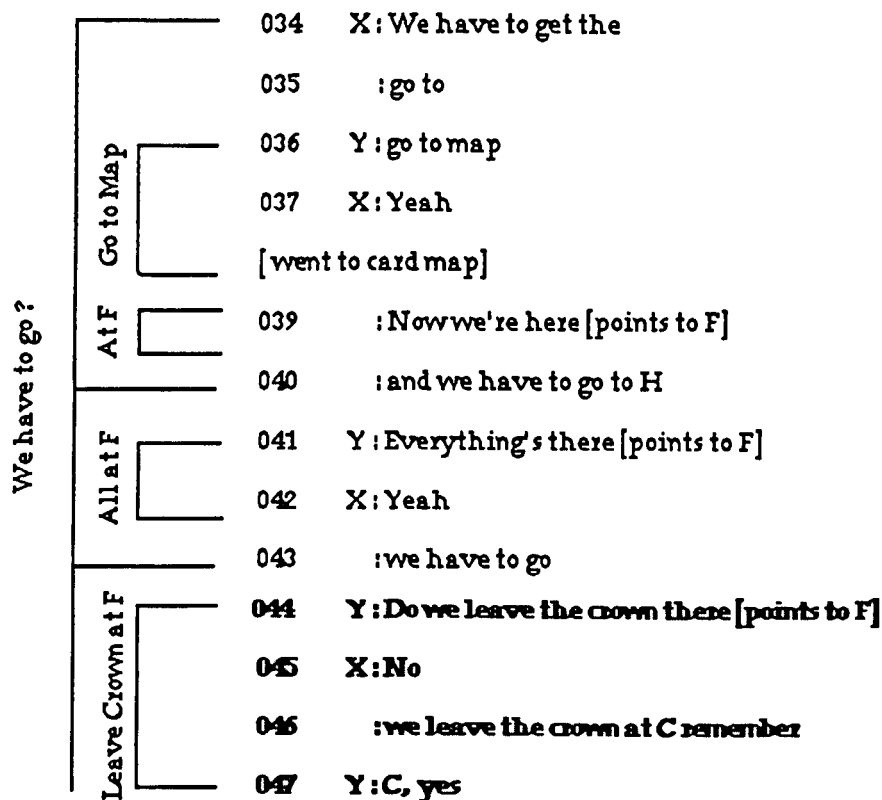 034 X: We have to get the
035 : go to
036 Y: go to map
037 X: Yeah
[went to card map]
039 : Now we're here [points to F]
040 : and we have to go to H
041 Y: Everything's there [points to F]
042 X: Yeah
043 : we have to go
044 Y: Do we leave the crown there [points to F]
045 X: No
046 : we leave the crown at C remember
047 Y: C, yes
We have to go?
Go to Map
At F
All at F
Leave Crown at F